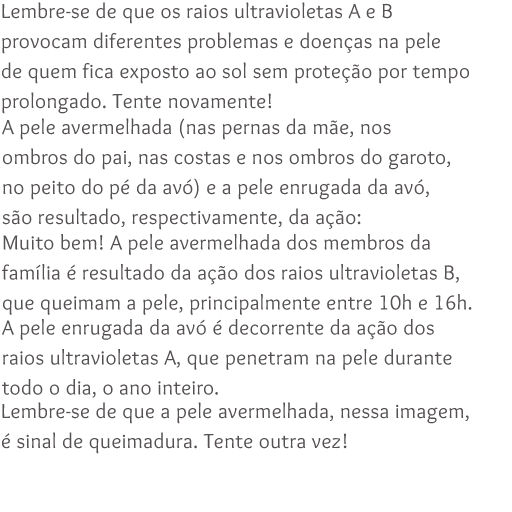 Lembre-se de que os raios ultravioletas A e B
provocam diferentes problemas e doenças na pele
de quem fica exposto ao sol sem proteção por tempo
prolongado. Tente novamente!
A pele avermelhada (nas pernas da mãe, nos
ombros do pai, nas costas e nos ombros do garoto,
no peito do pé da avó) e a pele enrugada da avó,
são resultado, respectivamente, da ação:
Muito bem! A pele avermelhada dos membros da
família é resultado da ação dos raios ultravioletas B,
que queimam a pele, principalmente entre 10h e 16h.
A pele enrugada da avó é decorrente da ação dos
raios ultravioletas A, que penetram na pele durante
todo o dia, o ano inteiro.
Lembre-se de que a pele avermelhada, nessa imagem,
é sinal de queimadura. Tente outra vez!